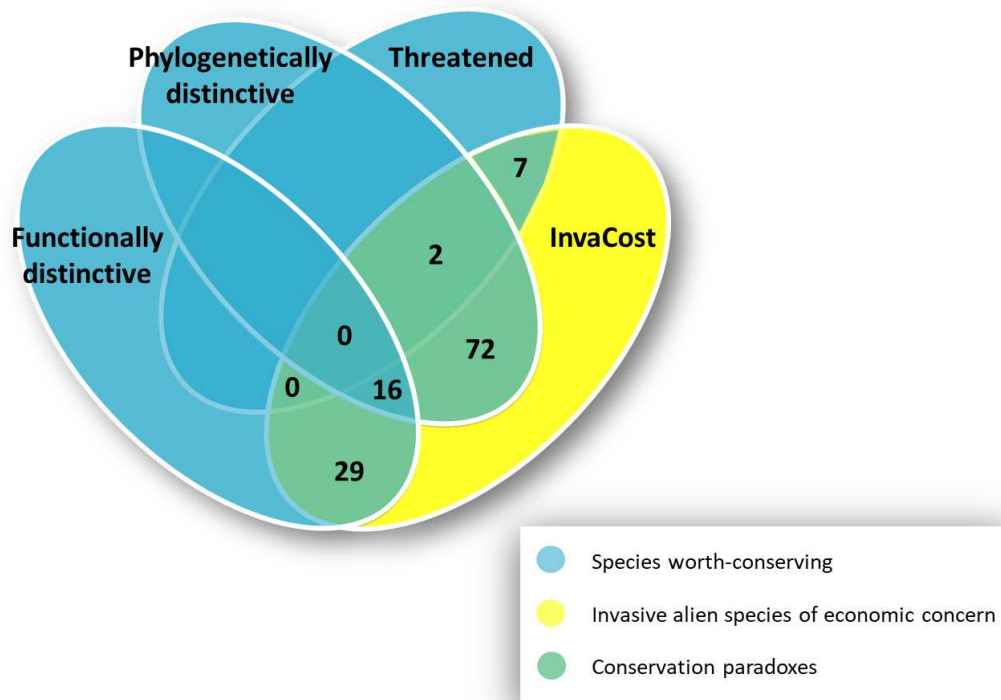 Phylogenetically
distinctive
Threatened
Functionally
distinctive
InvaCost
7
2
0
72
0
16
29
Species worth-conserving
Invasive alien species of economic concern
Conservation paradoxes